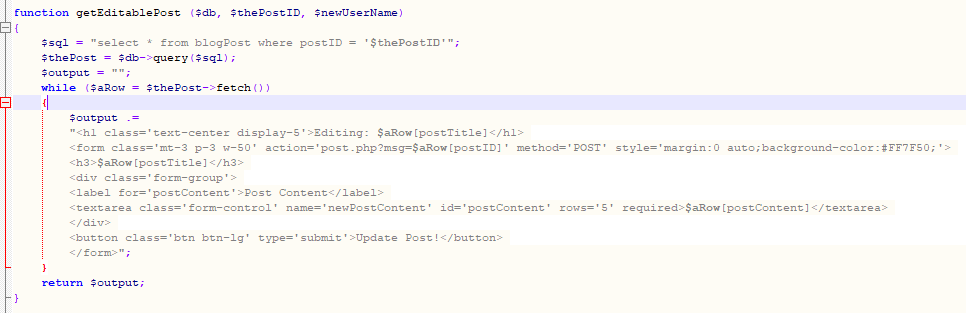 function getEditablePost ($db, $thePostID, $newUserName)
{
$sql = "select * from blogPost where postID = '$thePostID'";
$thePost = $db->query($sql);
$output = "";
while ($aRow = $thePost->fetch())
{
$output .=
"<h1 class='text-center display-5'>Editing: $aRow[postTitle]</h1>
<form class='mt-3 p-3 w-50' action='post.php?msg=$aRow[postID]' method='POST' style='margin:0 auto;background-color:#FF7F50;'>
<h3>$aRow[postTitle]</h3>
<div class='form-group'>
<label for='postContent'>Post Content</label>
<textarea class='form-control' name='newPostContent' id='postContent' rows='5' required>$aRow[postContent]</textarea>
</div>
<button class='btn btn-lg' type='submit'>Update Post!</button>
</form>";
}
return $output;
}